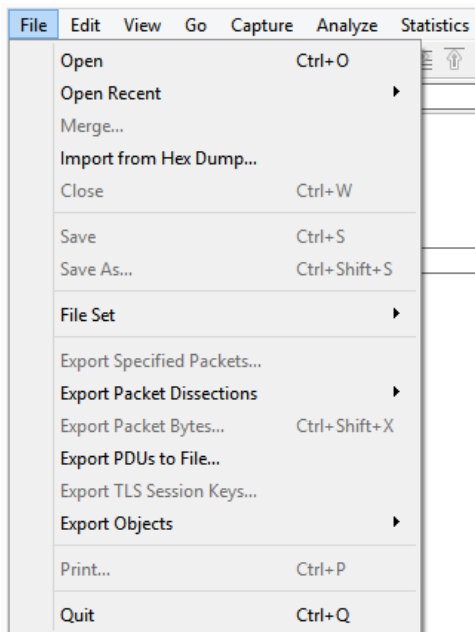 File Edit View Go Capture Analyze Statistics
Open Ctrl+O
Open Recent
Merge...
Import from Hex Dump...
Close Ctrl+W
Save Ctrl+S
Save As... Ctrl+Shift+S
File Set
Export Specified Packets...
Export Packet Dissections
Export Packet Bytes... Ctrl+Shift+X
Export PDUs to File...
Export TLS Session Keys...
Export Objects
Print... Ctrl+P
Quit Ctrl+Q